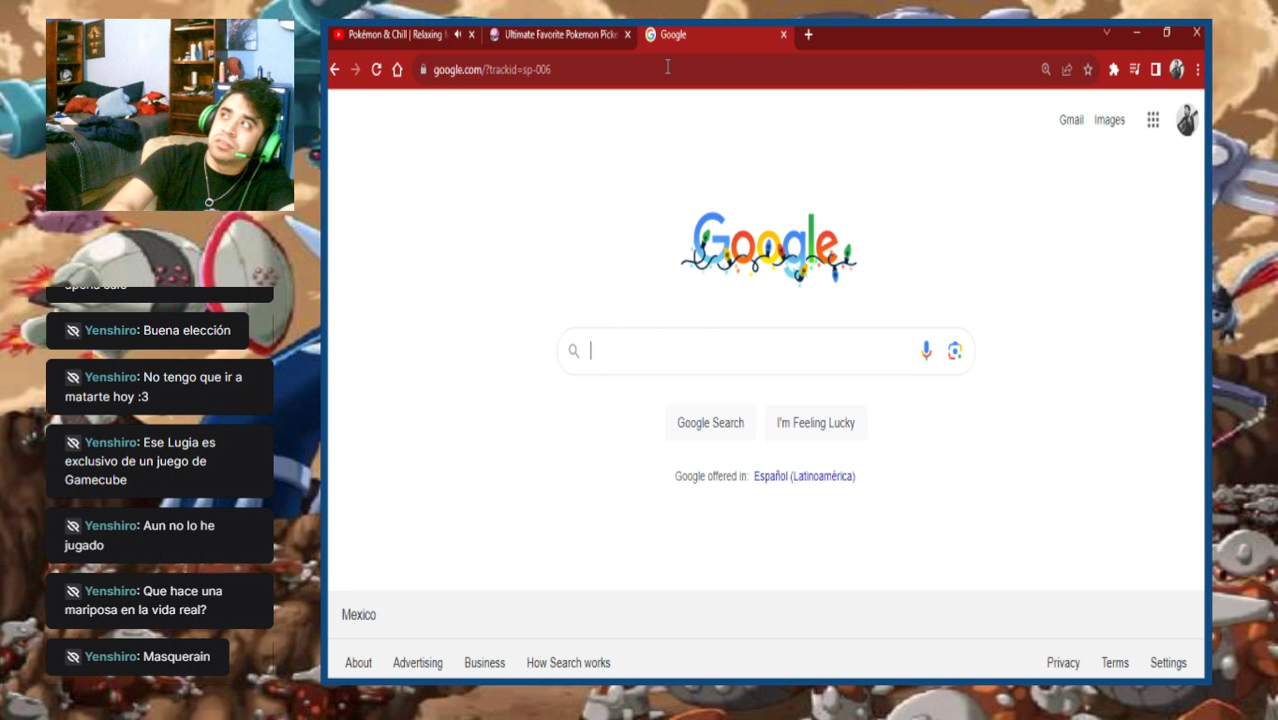 Pokémon & Chill | Relaxing
Ultimate Favorite Pokemon Picke
Google
google.com/?trackid=sp-006
Gmail
Images
Google
Google Search
I'm Feeling Lucky
Google offered in: Español (Latinoamérica)
Mexico
About
Advertising
Business
How Search works
Privacy
Terms
Settings
Yenshiro: Buena elección
Yenshiro: No tengo que ir a
matarte hoy :3
Yenshiro: Ese Lugia es
exclusivo de un juego de
Gamecube
Yenshiro: Aun no lo he
jugado
Yenshiro: Que hace una
mariposa en la vida real?
Yenshiro: Masquerain